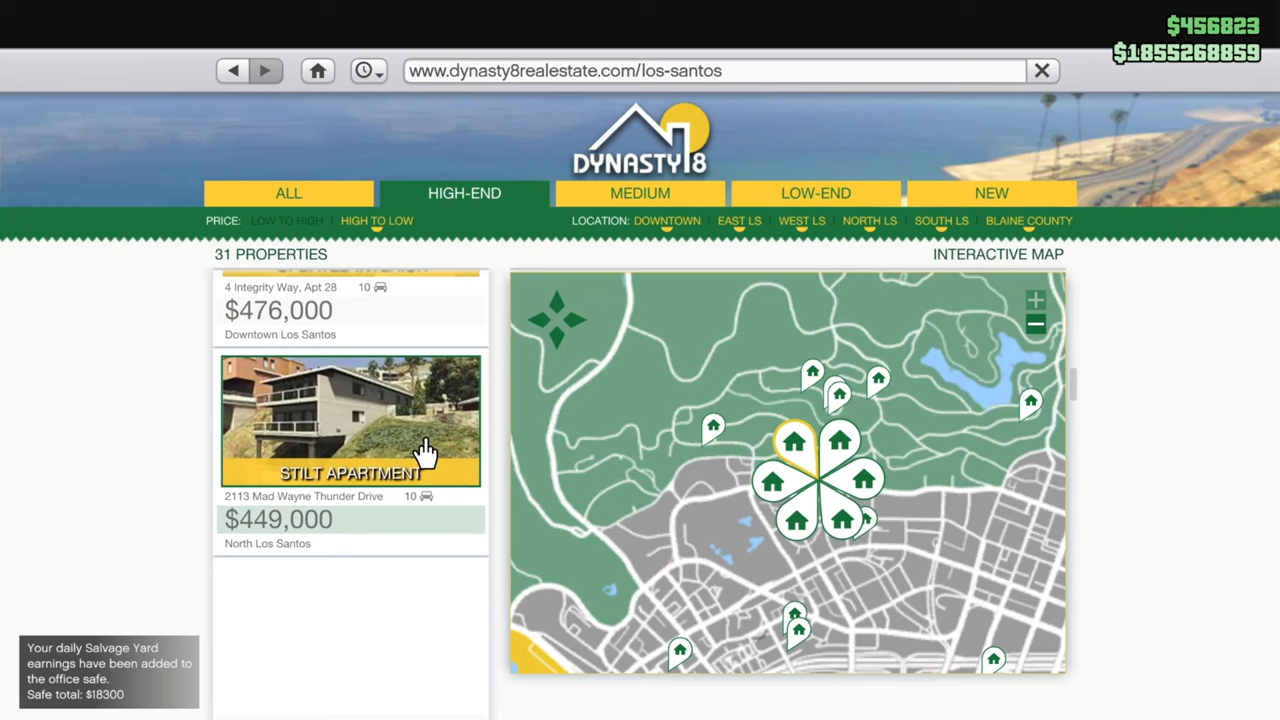 $456823
$1855268859
www.dynasty8realestate.com/los-santos
DYNASTY 8
ALL
HIGH-END
MEDIUM
LOW-END
NEW
PRICE: LOW TO HIGH | HIGH TO LOW
LOCATION: DOWNTOWN | EAST LS | WEST LS | NORTH LS | SOUTH LS | BLAINE COUNTY
31 PROPERTIES
INTERACTIVE MAP
4 Integrity Way, Apt 28 10
$476,000
Downtown Los Santos
STILT APARTMENT
2113 Mad Wayne Thunder Drive 10
$449,000
North Los Santos
Your daily Salvage Yard
earnings have been added to
the office safe.
Safe total: $18300